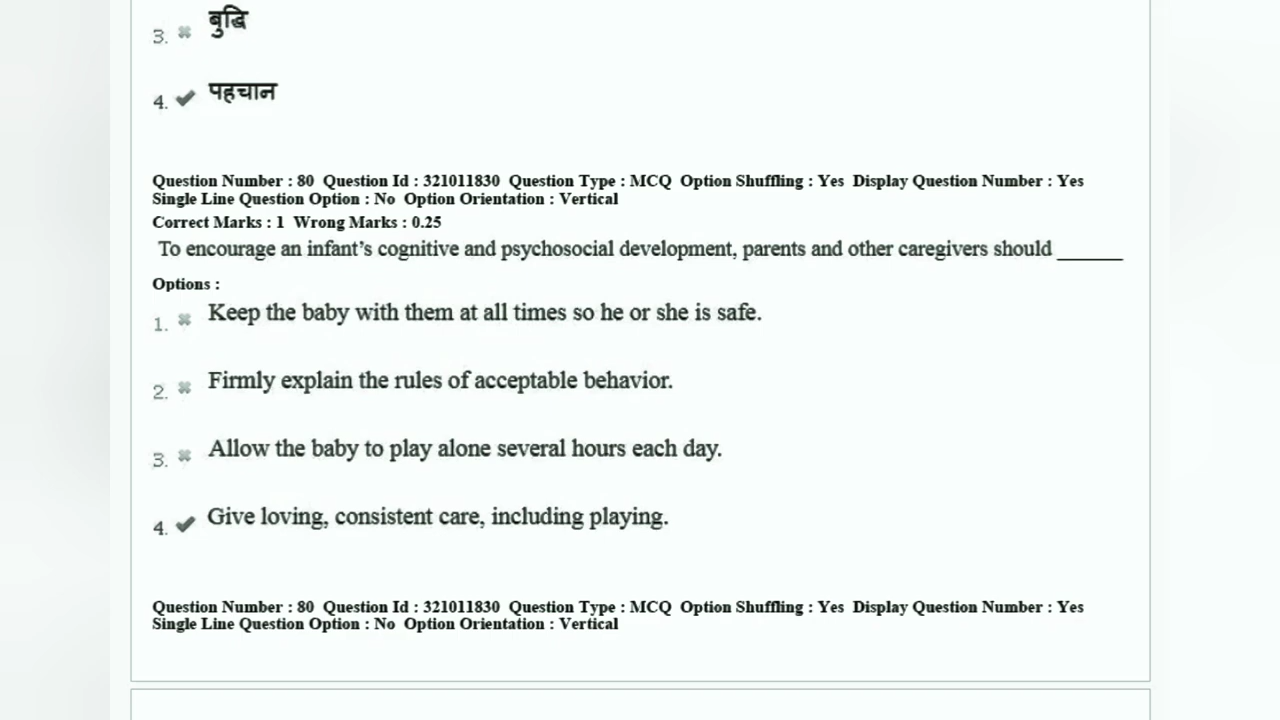 3. बुद्धि
4. पहचान
Question Number : 80 Question Id : 321011830 Question Type : MCQ Option Shuffling : Yes Display Question Number : Yes
Single Line Question Option : No Option Orientation : Vertical
Correct Marks : 1 Wrong Marks : 0.25
To encourage an infant’s cognitive and psychosocial development, parents and other caregivers should ______
Options :
1. Keep the baby with them at all times so he or she is safe.
2. Firmly explain the rules of acceptable behavior.
3. Allow the baby to play alone several hours each day.
4. Give loving, consistent care, including playing.
Question Number : 80 Question Id : 321011830 Question Type : MCQ Option Shuffling : Yes Display Question Number : Yes
Single Line Question Option : No Option Orientation : Vertical